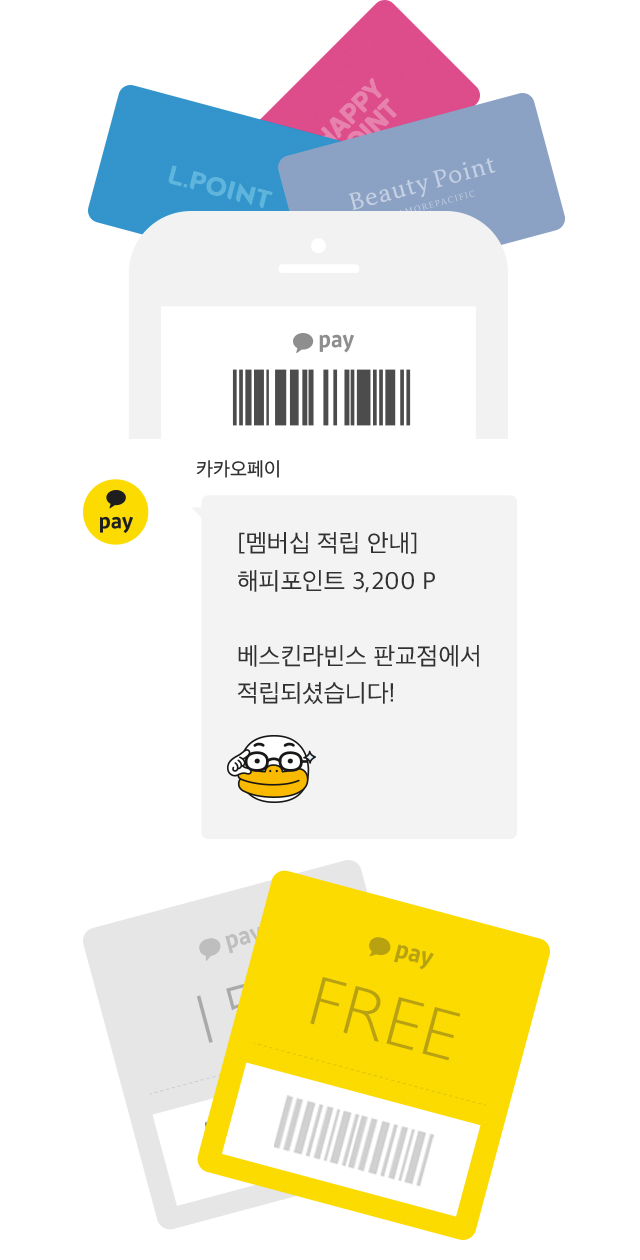 HAPPY
POINT
L.POINT
Beauty Point
AMOREPACIFIC
pay
카카오페이
pay
[멤버십 적립 안내]
해피포인트 3,200 P
베스킨라빈스 판교점에서
적립되셨습니다!
pay
pay
FREE